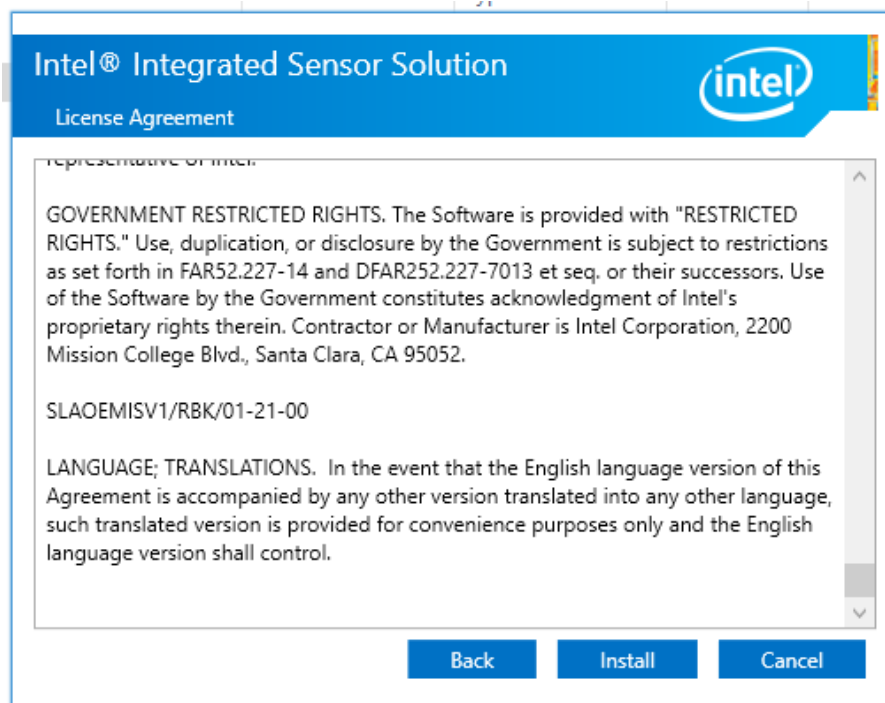 Intel® Integrated Sensor Solution
intel
License Agreement
representative of Intel.
GOVERNMENT RESTRICTED RIGHTS. The Software is provided with "RESTRICTED
RIGHTS." Use, duplication, or disclosure by the Government is subject to restrictions
as set forth in FAR52.227-14 and DFAR252.227-7013 et seq. or their successors. Use
of the Software by the Government constitutes acknowledgment of Intel's
proprietary rights therein. Contractor or Manufacturer is Intel Corporation, 2200
Mission College Blvd., Santa Clara, CA 95052.
SLAOEMISV1/RBK/01-21-00
LANGUAGE; TRANSLATIONS.  In the event that the English language version of this
Agreement is accompanied by any other version translated into any other language,
such translated version is provided for convenience purposes only and the English
language version shall control.
Back
Install
Cancel